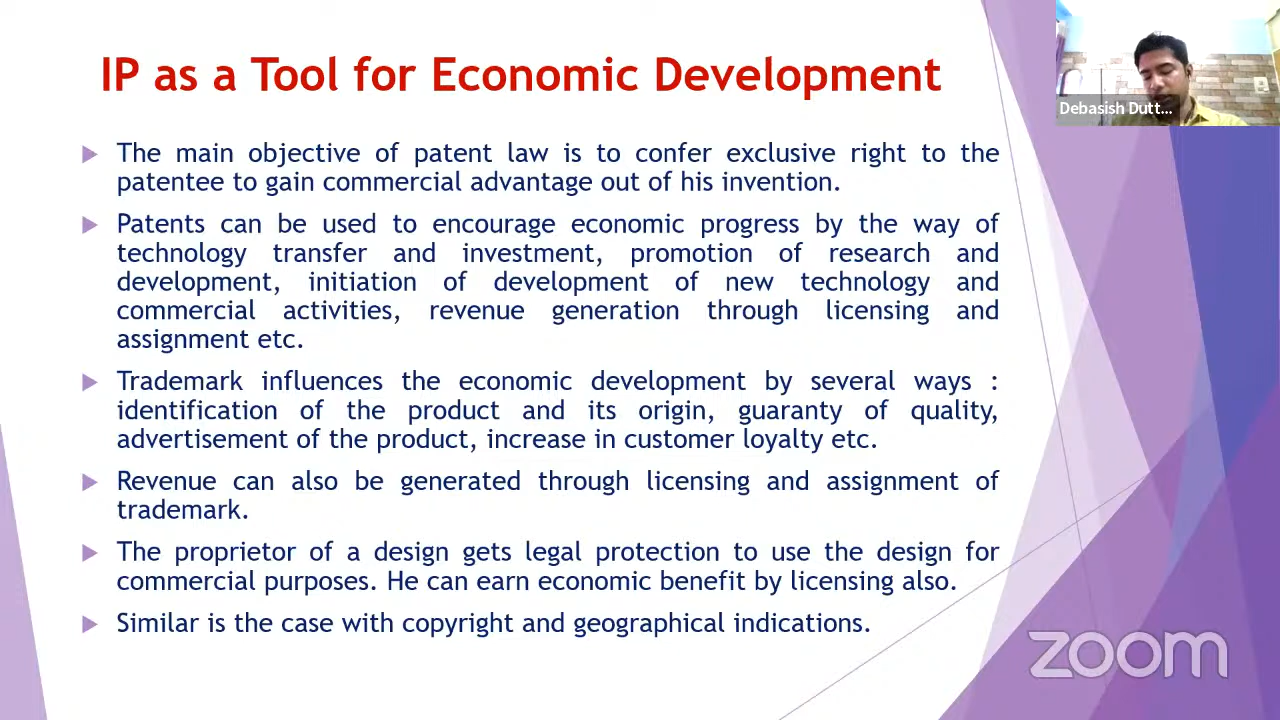 IP as a Tool for Economic Development
Debasish Dutt...
The main objective of patent law is to confer exclusive right to the
patentee to gain commercial advantage out of his invention.
Patents can be used to encourage economic progress by the way of
technology transfer and investment, promotion of research and
development, initiation of development of new technology and
commercial activities, revenue generation through licensing and
assignment etc.
Trademark influences the economic development by several ways :
identification of the product and its origin, guaranty of quality,
advertisement of the product, increase in customer loyalty etc.
Revenue can also be generated through licensing and assignment of
trademark.
The proprietor of a design gets legal protection to use the design for
commercial purposes. He can earn economic benefit by licensing also.
Similar is the case with copyright and geographical indications.
zoom